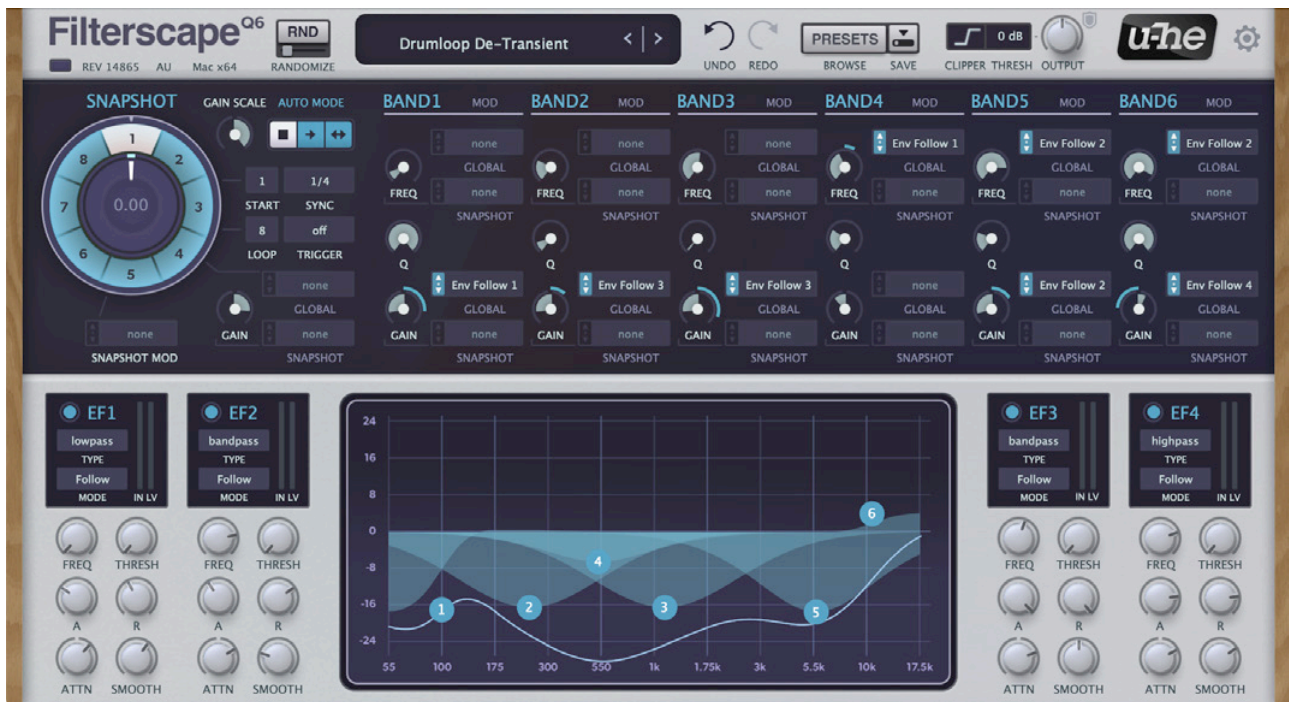 Filterscape Q6
RND
Drumloop De-Transient
< | >
PRESETS
0 dB
u-he
REV 14865 AU Mac x64
RANDOMIZE
UNDO REDO
BROWSE SAVE
CLIPPER THRESH OUTPUT
SNAPSHOT
GAIN SCALE AUTO MODE
1
2
3
4
5
6
7
8
0.00
1 1/4
START SYNC
8 off
LOOP TRIGGER
none
GLOBAL
GAIN
none
SNAPSHOT
none
SNAPSHOT MOD
BAND1 MOD
none
GLOBAL
FREQ
none
SNAPSHOT
Q
Env Follow 1
GLOBAL
GAIN
none
SNAPSHOT
BAND2 MOD
none
GLOBAL
FREQ
none
SNAPSHOT
Q
Env Follow 3
GLOBAL
GAIN
none
SNAPSHOT
BAND3 MOD
none
GLOBAL
FREQ
none
SNAPSHOT
Q
Env Follow 3
GLOBAL
GAIN
none
SNAPSHOT
BAND4 MOD
Env Follow 1
GLOBAL
FREQ
none
SNAPSHOT
Q
none
GLOBAL
GAIN
none
SNAPSHOT
BAND5 MOD
Env Follow 2
GLOBAL
FREQ
none
SNAPSHOT
Q
Env Follow 2
GLOBAL
GAIN
none
SNAPSHOT
BAND6 MOD
Env Follow 2
GLOBAL
FREQ
none
SNAPSHOT
Q
Env Follow 4
GLOBAL
GAIN
none
SNAPSHOT
EF1
lowpass
TYPE
Follow
MODE IN LV
FREQ THRESH
A R
ATTN SMOOTH
EF2
bandpass
TYPE
Follow
MODE IN LV
FREQ THRESH
A R
ATTN SMOOTH
24
16
8
0
-8
-16
-24
1
2
3
4
5
6
55 100 175 300 550 1k 1.75k 3k 5.5k 10k 17.5k
EF3
bandpass
TYPE
Follow
MODE IN LV
FREQ THRESH
A R
ATTN SMOOTH
EF4
highpass
TYPE
Follow
MODE IN LV
FREQ THRESH
A R
ATTN SMOOTH